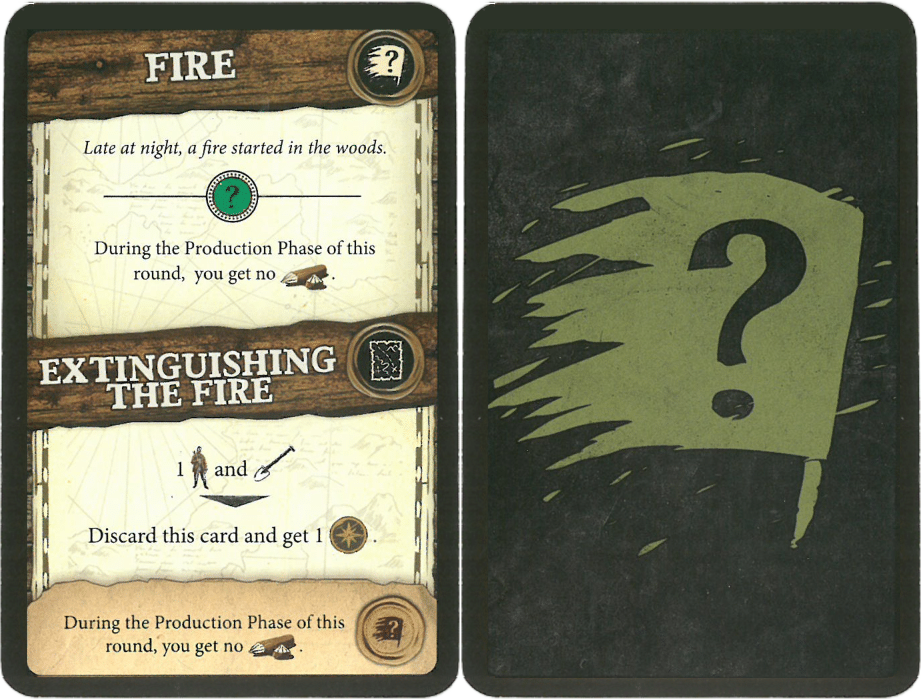 FIRE
?
Late at night, a fire started in the woods.
?
During the Production Phase of this
round, you get no .
EXTINGUISHING
THE FIRE
1 and
Discard this card and get 1 .
During the Production Phase of this
round, you get no .
?
?